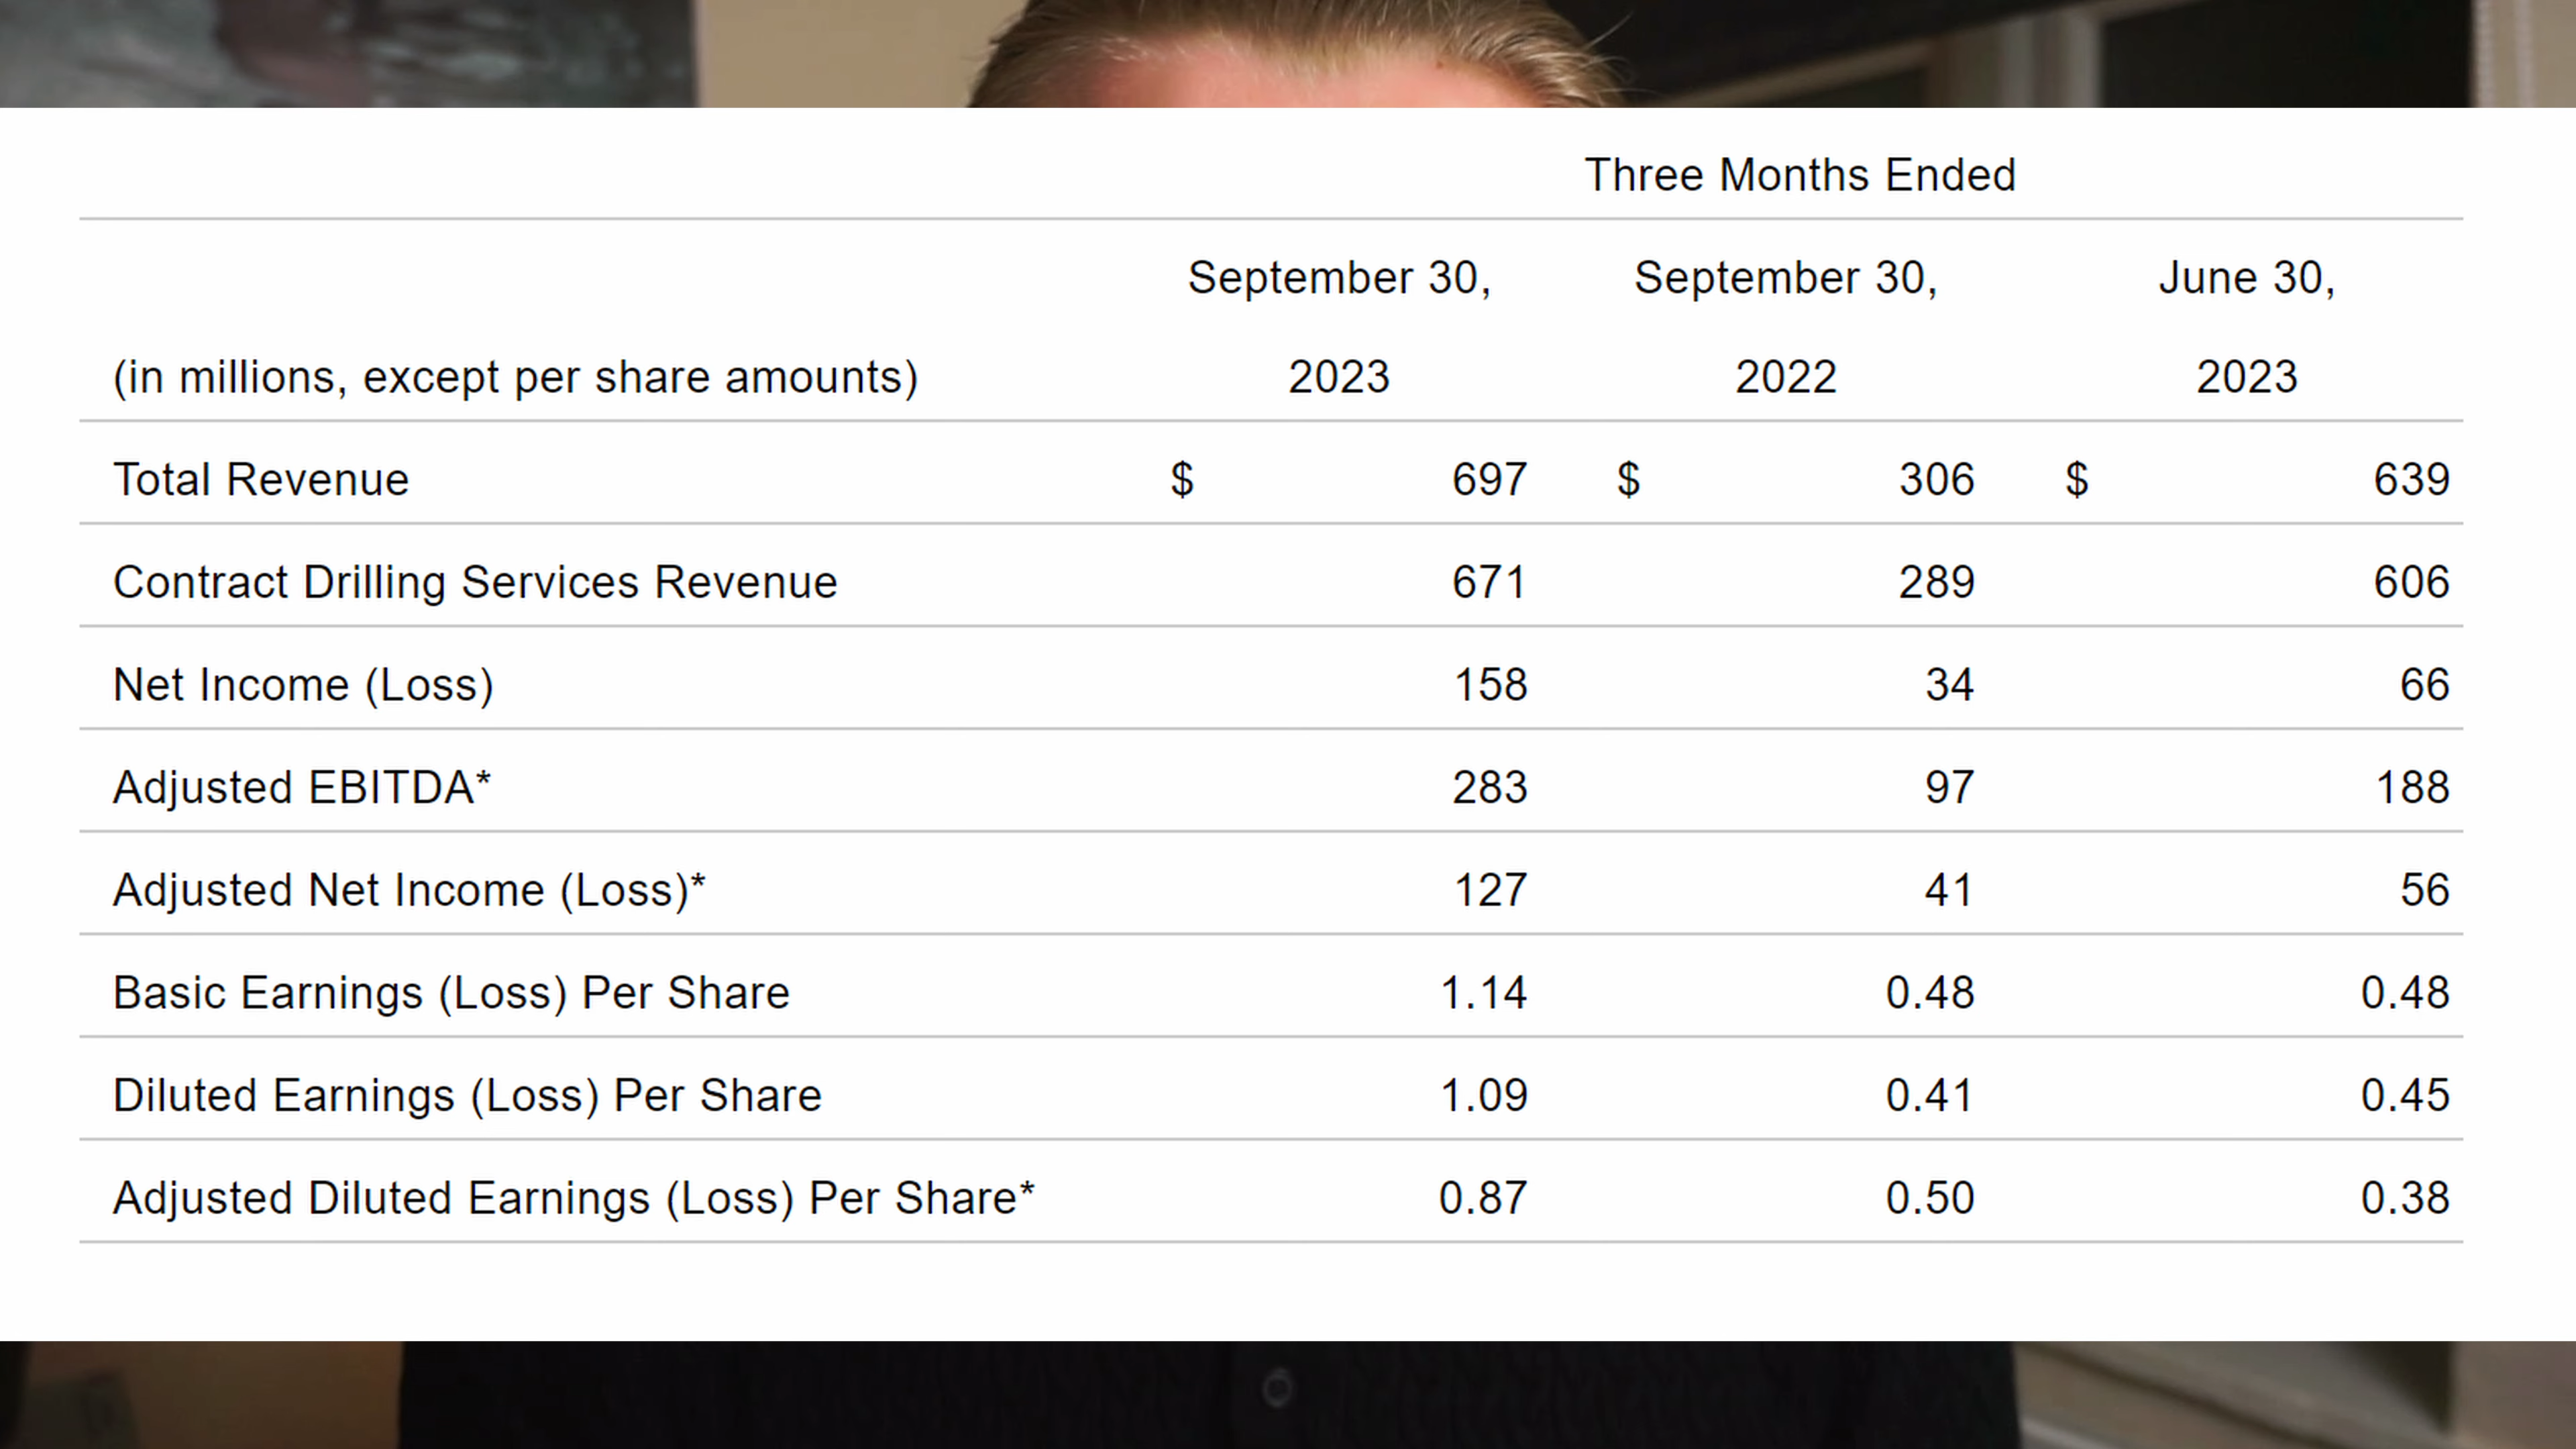 Three Months Ended
September 30, September 30, June 30,
(in millions, except per share amounts) 2023 2022 2023
Total Revenue $ 697 $ 306 $ 639
Contract Drilling Services Revenue 671 289 606
Net Income (Loss) 158 34 66
Adjusted EBITDA* 283 97 188
Adjusted Net Income (Loss)* 127 41 56
Basic Earnings (Loss) Per Share 1.14 0.48 0.48
Diluted Earnings (Loss) Per Share 1.09 0.41 0.45
Adjusted Diluted Earnings (Loss) Per Share* 0.87 0.50 0.38